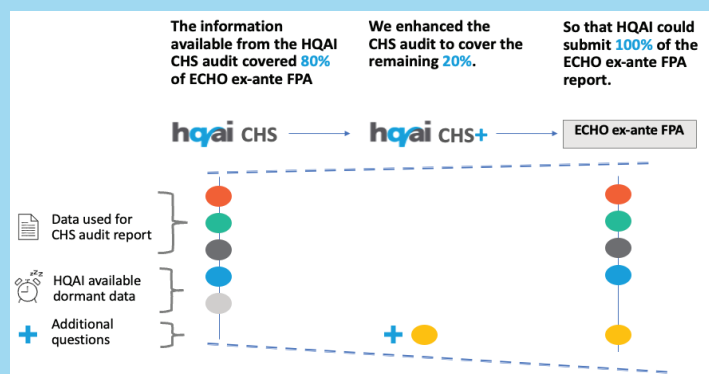 The information
available from the HQAI
CHS audit covered 80%
of ECHO ex-ante FPA
We enhanced the
CHS audit to cover the
remaining 20%.
So that HQAI could
submit 100% of the
ECHO ex-ante FPA
report.
hqai CHS
hqai CHS+
ECHO ex-ante FPA
Data used for
CHS audit report
zzZ
HQAI available
dormant data
+ Additional
questions
+